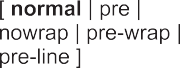 [ normal | pre |
nowrap | pre-wrap |
pre-line ]